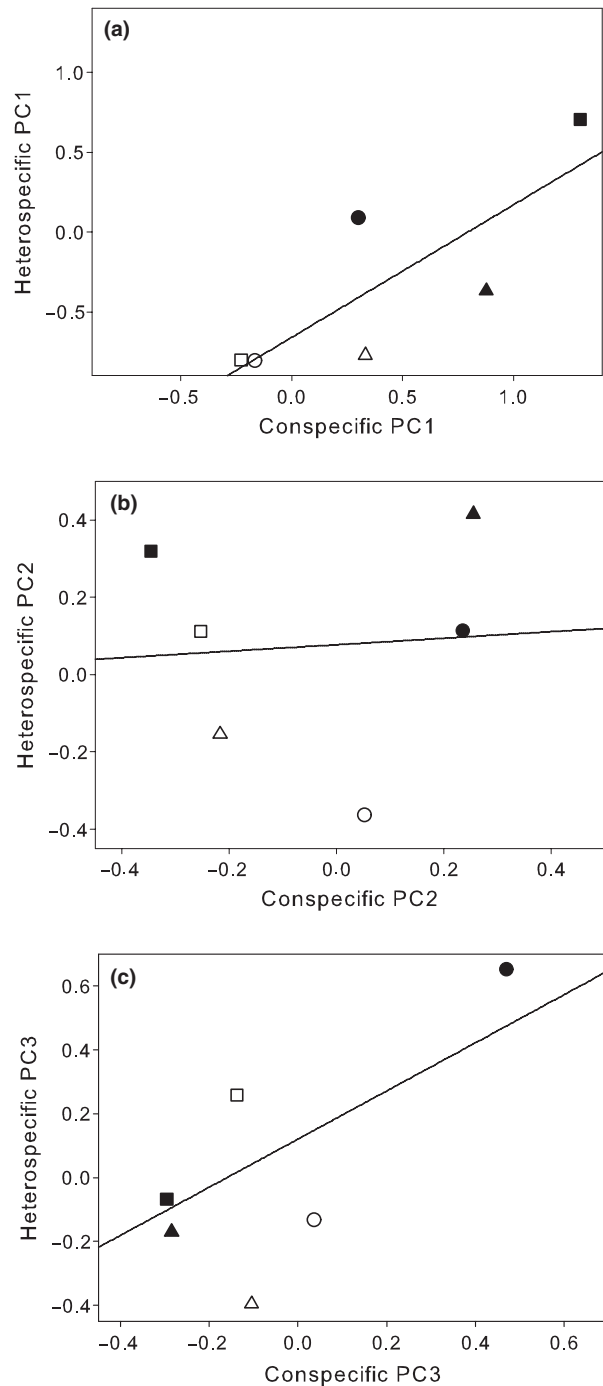 (a)
Heterospecific PC1
1.0
0.5
0.0
−0.5
−0.5 0.0 0.5 1.0
Conspecific PC1
(b)
Heterospecific PC2
0.4
0.2
0.0
−0.2
−0.4
−0.4 −0.2 0.0 0.2 0.4
Conspecific PC2
(c)
Heterospecific PC3
0.6
0.4
0.2
0.0
−0.2
−0.4
−0.4 −0.2 0.0 0.2 0.4 0.6
Conspecific PC3